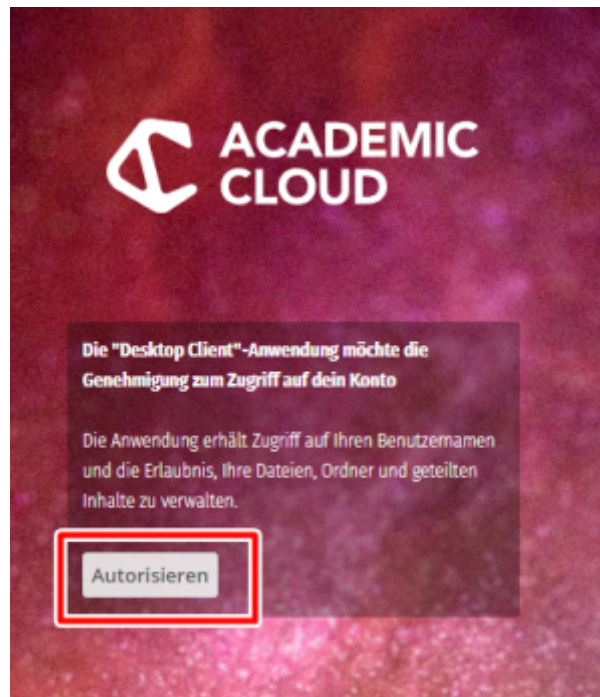 ACADEMIC
CLOUD
Die "Desktop Client"-Anwendung möchte die
Genehmigung zum Zugriff auf dein Konto
Die Anwendung erhält Zugriff auf Ihren Benutzernamen
und die Erlaubnis, Ihre Dateien, Ordner und geteilten
Inhalte zu verwalten.
Autorisieren